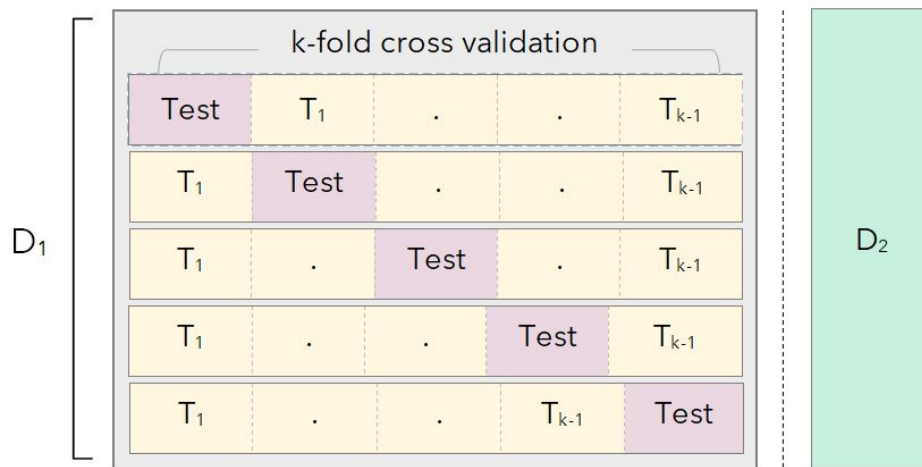 k-fold cross validation
Test T₁ . . Tₖ₋₁
T₁ Test . . Tₖ₋₁
D₁ T₁ . Test . Tₖ₋₁ D₂
T₁ . . Test Tₖ₋₁
T₁ . . Tₖ₋₁ Test